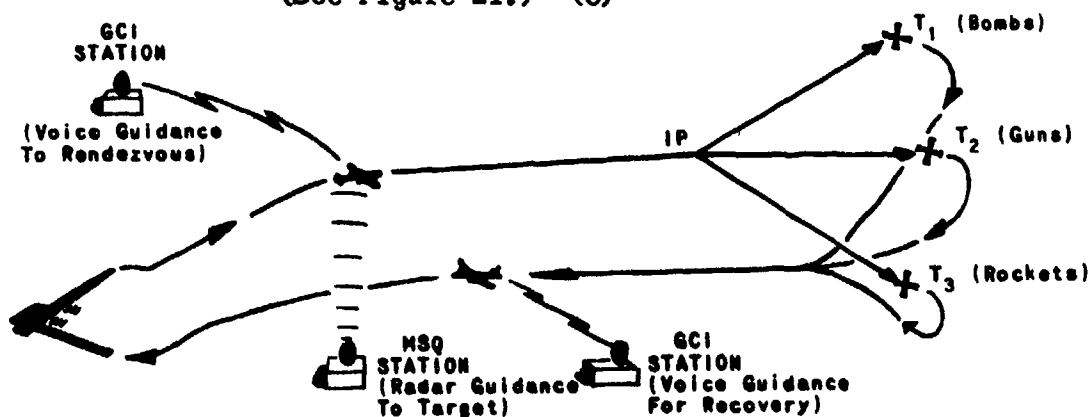 (See Figure 21.)
GCI
STATION
(Voice Guidance
To Rendezvous)
IP
T1 (Bombs)
T2 (Guns)
T3 (Rockets)
MSQ
STATION
(Radar Guidance
To Target)
GCI
STATION
(Voice Guidance
For Recovery)